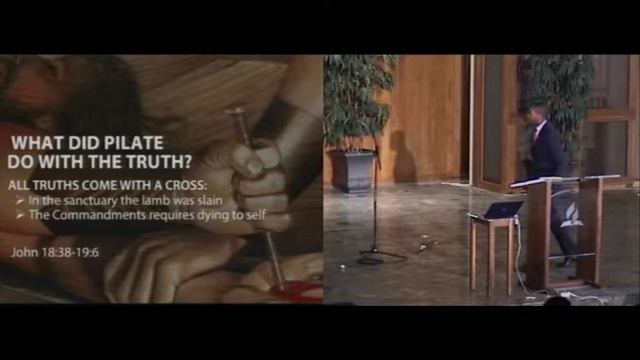 WHAT DID PILATE
DO WITH THE TRUTH?
ALL TRUTHS COME WITH A CROSS:
➢ In the sanctuary the lamb was slain
➢ The Commandments requires dying to self
John 18:38-19:6